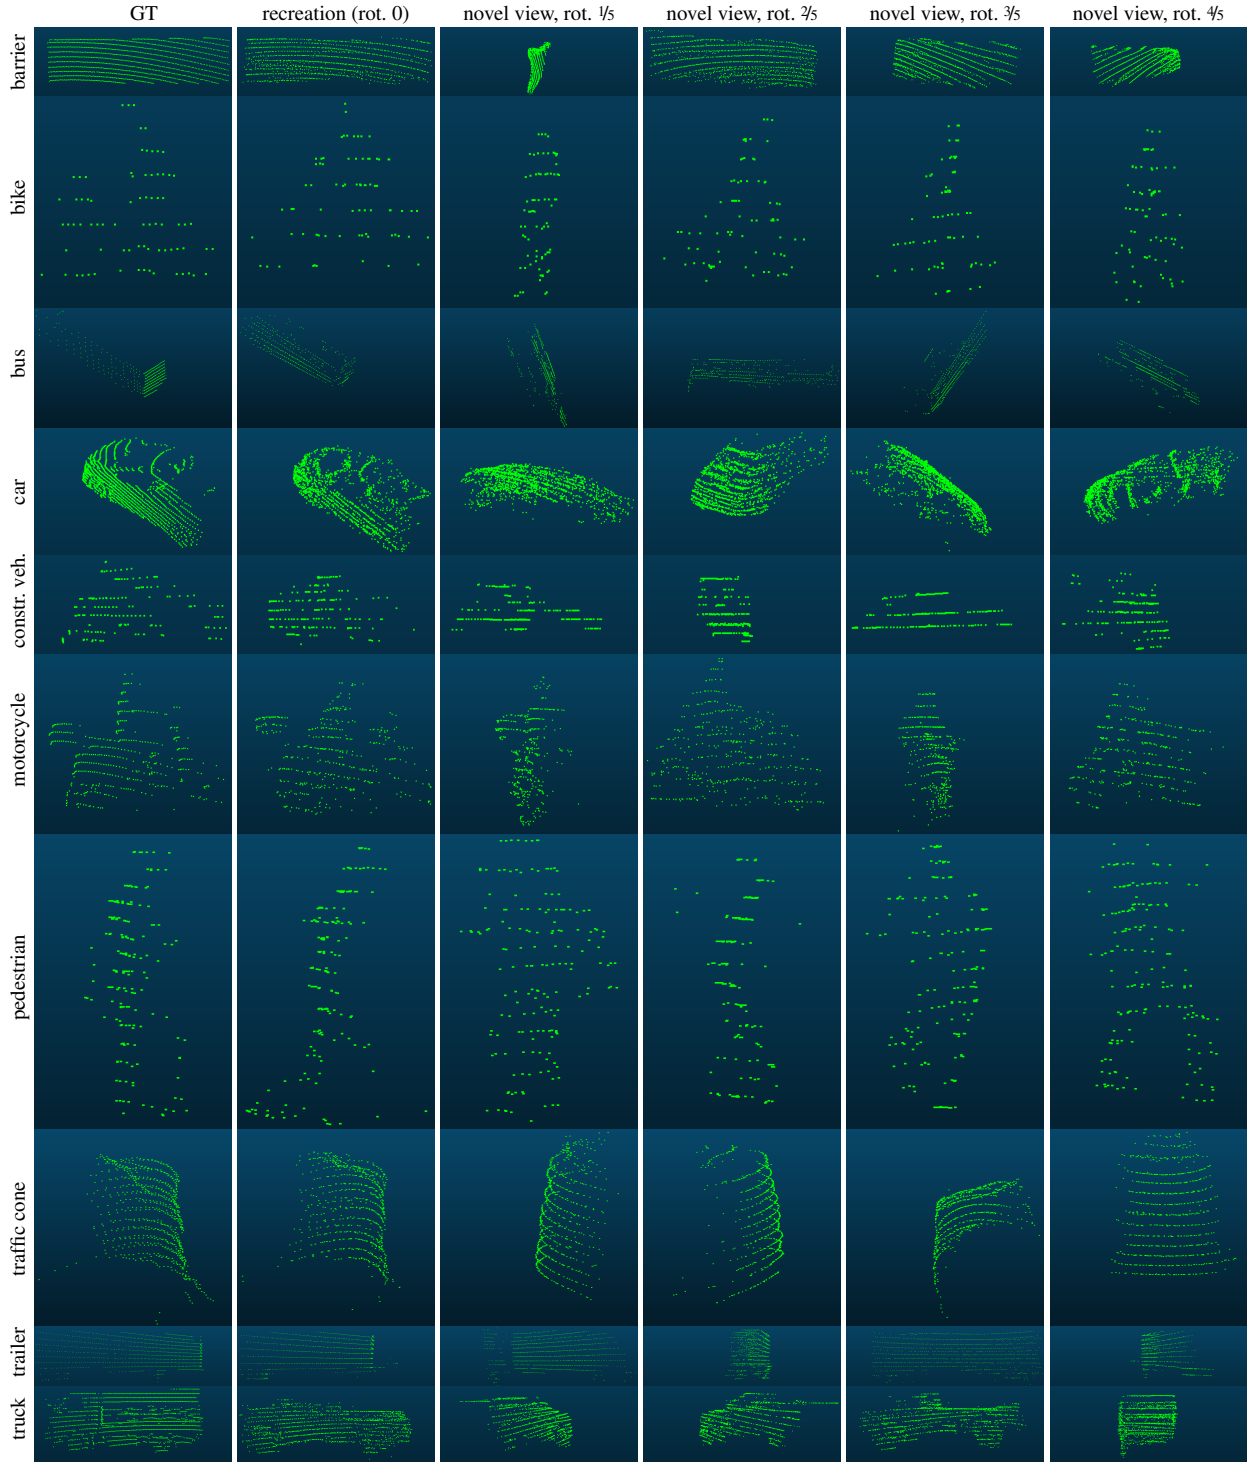 GT recreation (rot. 0) novel view, rot. 1/5 novel view, rot. 2/5 novel view, rot. 3/5 novel view, rot. 4/5
barrier
bike
bus
car
constr. veh.
motorcycle
pedestrian
traffic cone
trailer
truck